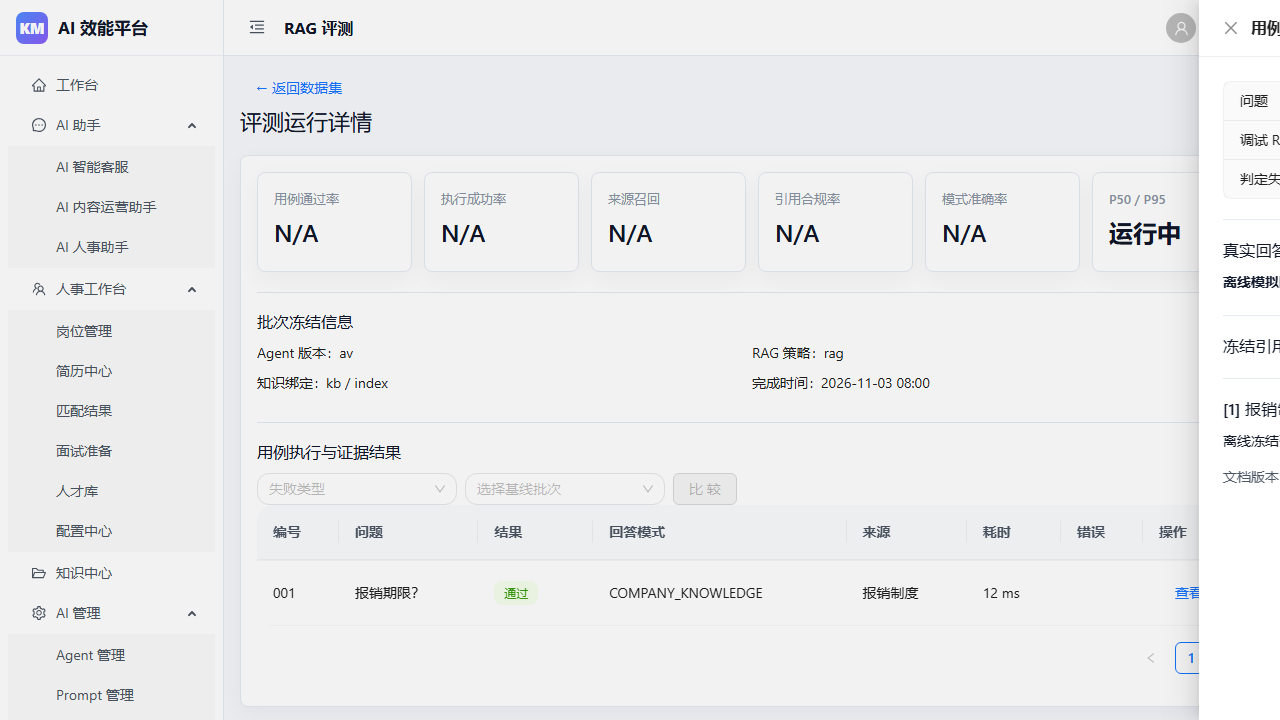 KM AI 效能平台
工作台
AI 助手
AI 智能客服
AI 内容运营助手
AI 人事助手
人事工作台
岗位管理
简历中心
匹配结果
面试准备
人才库
配置中心
知识中心
AI 管理
Agent 管理
Prompt 管理
RAG 评测
← 返回数据集
评测运行详情
用例通过率
N/A
执行成功率
N/A
来源召回
N/A
引用合规率
N/A
模式准确率
N/A
P50 / P95
运行中
批次冻结信息
Agent 版本：av RAG 策略：rag
知识绑定：kb / index 完成时间：2026-11-03 08:00
用例执行与证据结果
失败类型 选择基线批次 比 较
编号 问题 结果 回答模式 来源 耗时 错误 操作
001 报销期限？ 通过 COMPANY_KNOWLEDGE 报销制度 12 ms 查看
1
用例
问题
调试 R
判定失
真实回答
离线模拟
冻结引用
[1] 报销制
离线冻结
文档版本